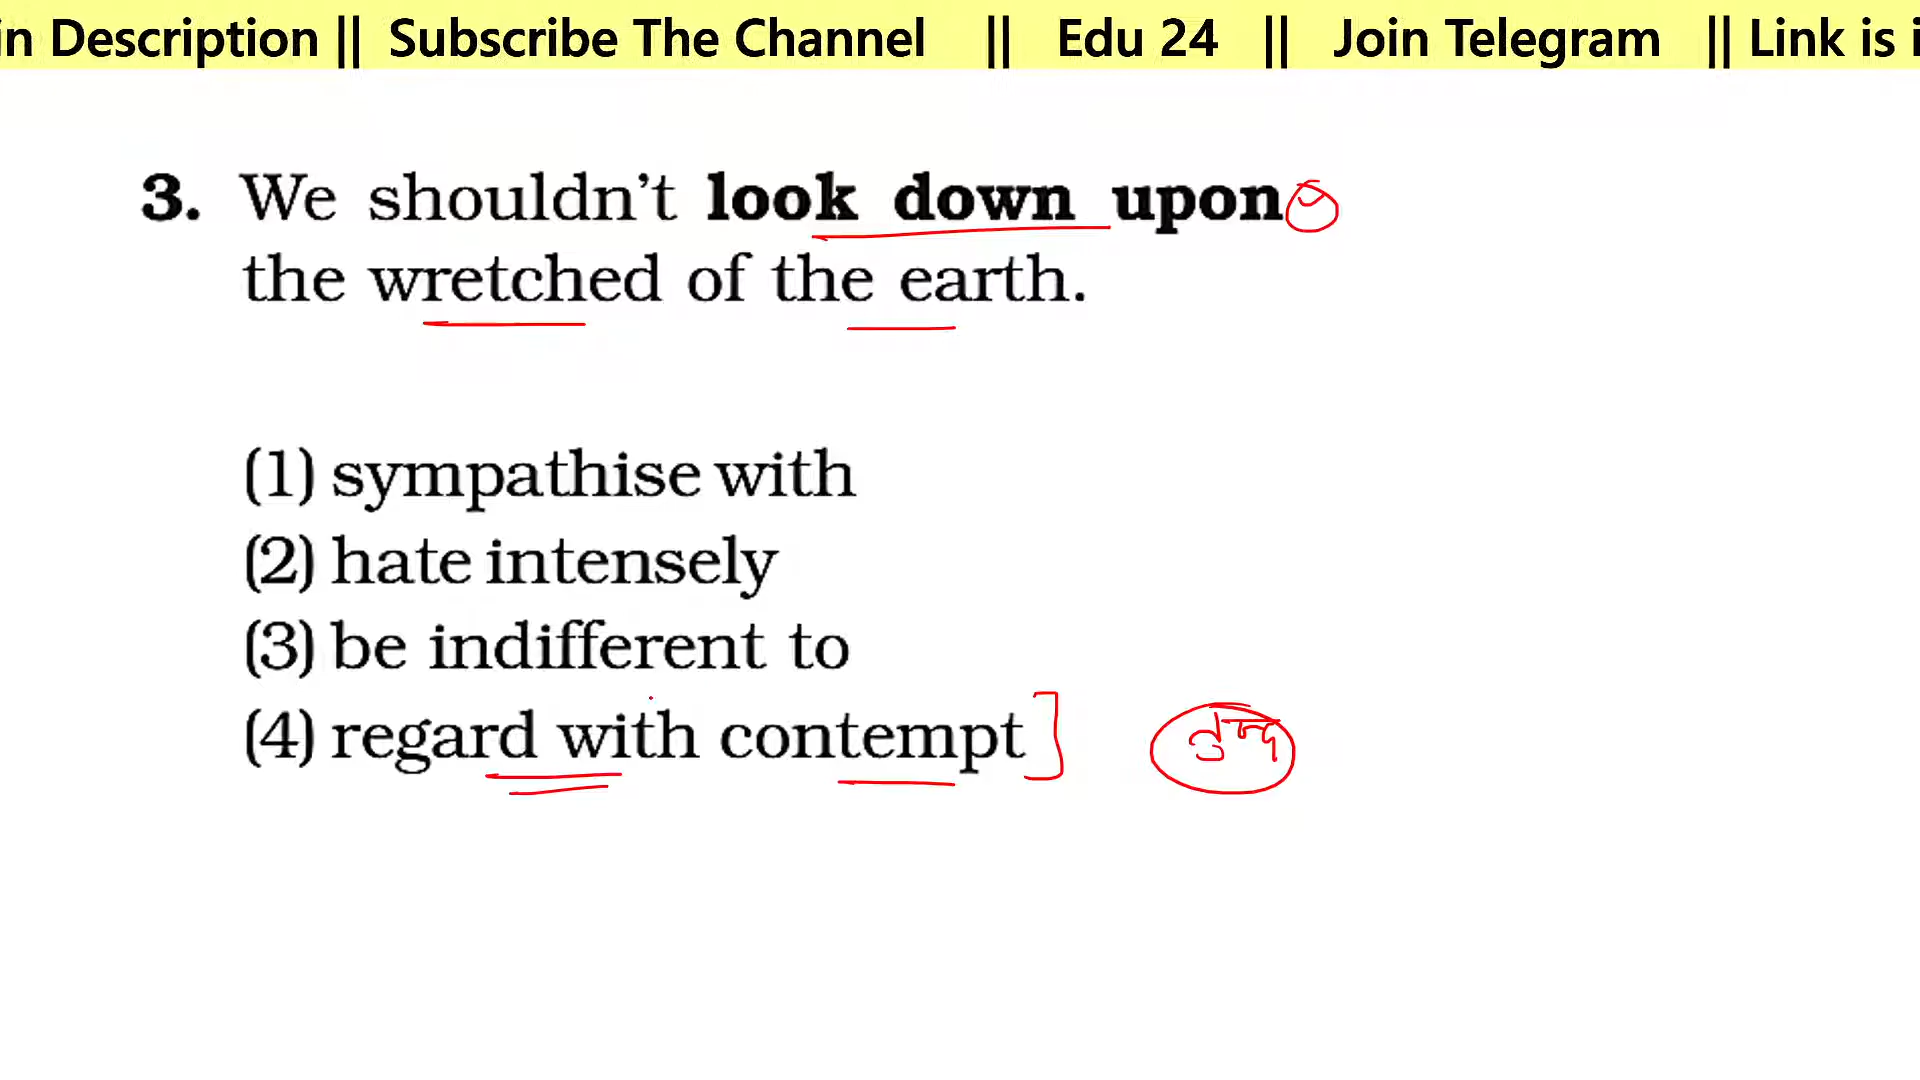 in Description || Subscribe The Channel || Edu 24 || Join Telegram || Link is i
3. We shouldn't look down upon
the wretched of the earth.
(1) sympathise with
(2) hate intensely
(3) be indifferent to
(4) regard with contempt